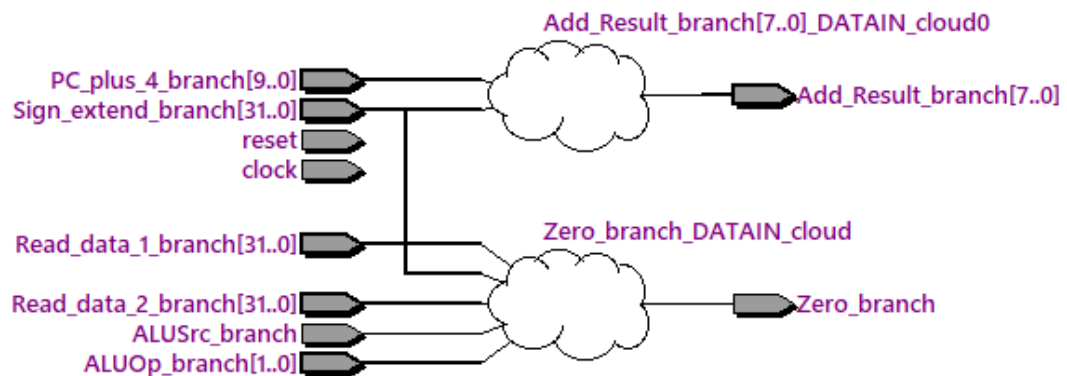 Add_Result_branch[7..0]_DATAIN_cloud0
PC_plus_4_branch[9..0]
Sign_extend_branch[31..0]
Add_Result_branch[7..0]
reset
clock
Zero_branch_DATAIN_cloud
Read_data_1_branch[31..0]
Read_data_2_branch[31..0]
Zero_branch
ALUSrc_branch
ALUOp_branch[1..0]